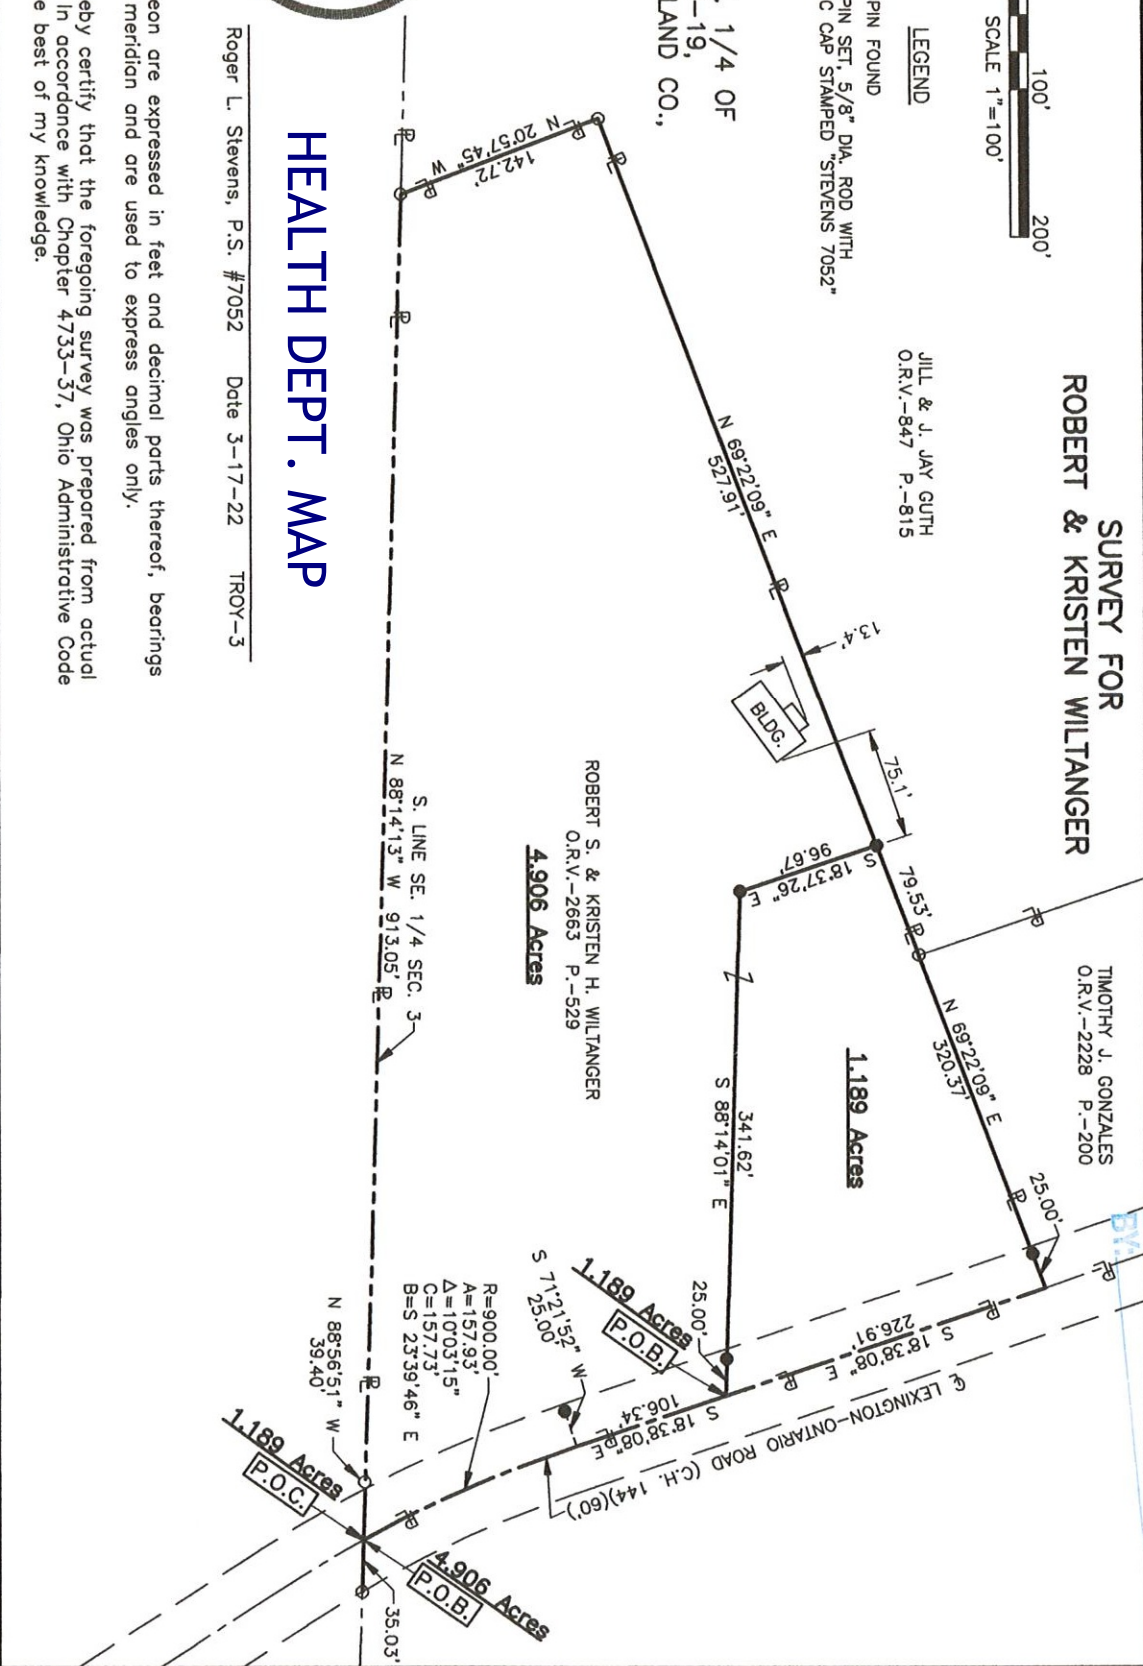 SURVEY FOR
ROBERT & KRISTEN WILTANGER
100'
200'
SCALE 1"=100'
LEGEND
PIN FOUND
PIN SET, 5/8" DIA. ROD WITH
C CAP STAMPED "STEVENS 7052"
1/4 OF
-19,
LAND CO.,
JILL & J. JAY GUTH
O.R.V.-847 P.-815
TIMOTHY J. GONZALES
O.R.V.-2228 P.-200
BY:
N 20°57'45" W
142.72'
N 69°22'09" E
527.91'
13.4'
BLDG.
75.1'
79.53'
N 69°22'09" E
320.37'
25.00'
S 18°37'26" E
96.67'
1.189 Acres
341.62'
S 88°14'01" E
25.00'
ROBERT S. & KRISTEN H. WILTANGER
O.R.V.-2663 P.-529
4.906 Acres
S 18°38'08" E
226.91'
℄ LEXINGTON-ONTARIO ROAD (C.H. 144)(60')
1.189 Acres
P.O.B.
S 18°38'08" E
106.34'
S 71°21'52" W
25.00'
R=900.00'
A=157.93'
Δ=10°03'15"
C=157.73'
B=S 23°39'46" E
S. LINE SE. 1/4 SEC. 3
N 88°14'13" W 913.05'
N 88°56'51" W
39.40'
1.189 Acres
P.O.C.
4.906 Acres
P.O.B.
35.03'
HEALTH DEPT. MAP
Roger L. Stevens, P.S. #7052 Date 3-17-22 TROY-3
eon are expressed in feet and decimal parts thereof, bearings
meridian and are used to express angles only.
eby certify that the foregoing survey was prepared from actual
In accordance with Chapter 4733-37, Ohio Administrative Code
e best of my knowledge.